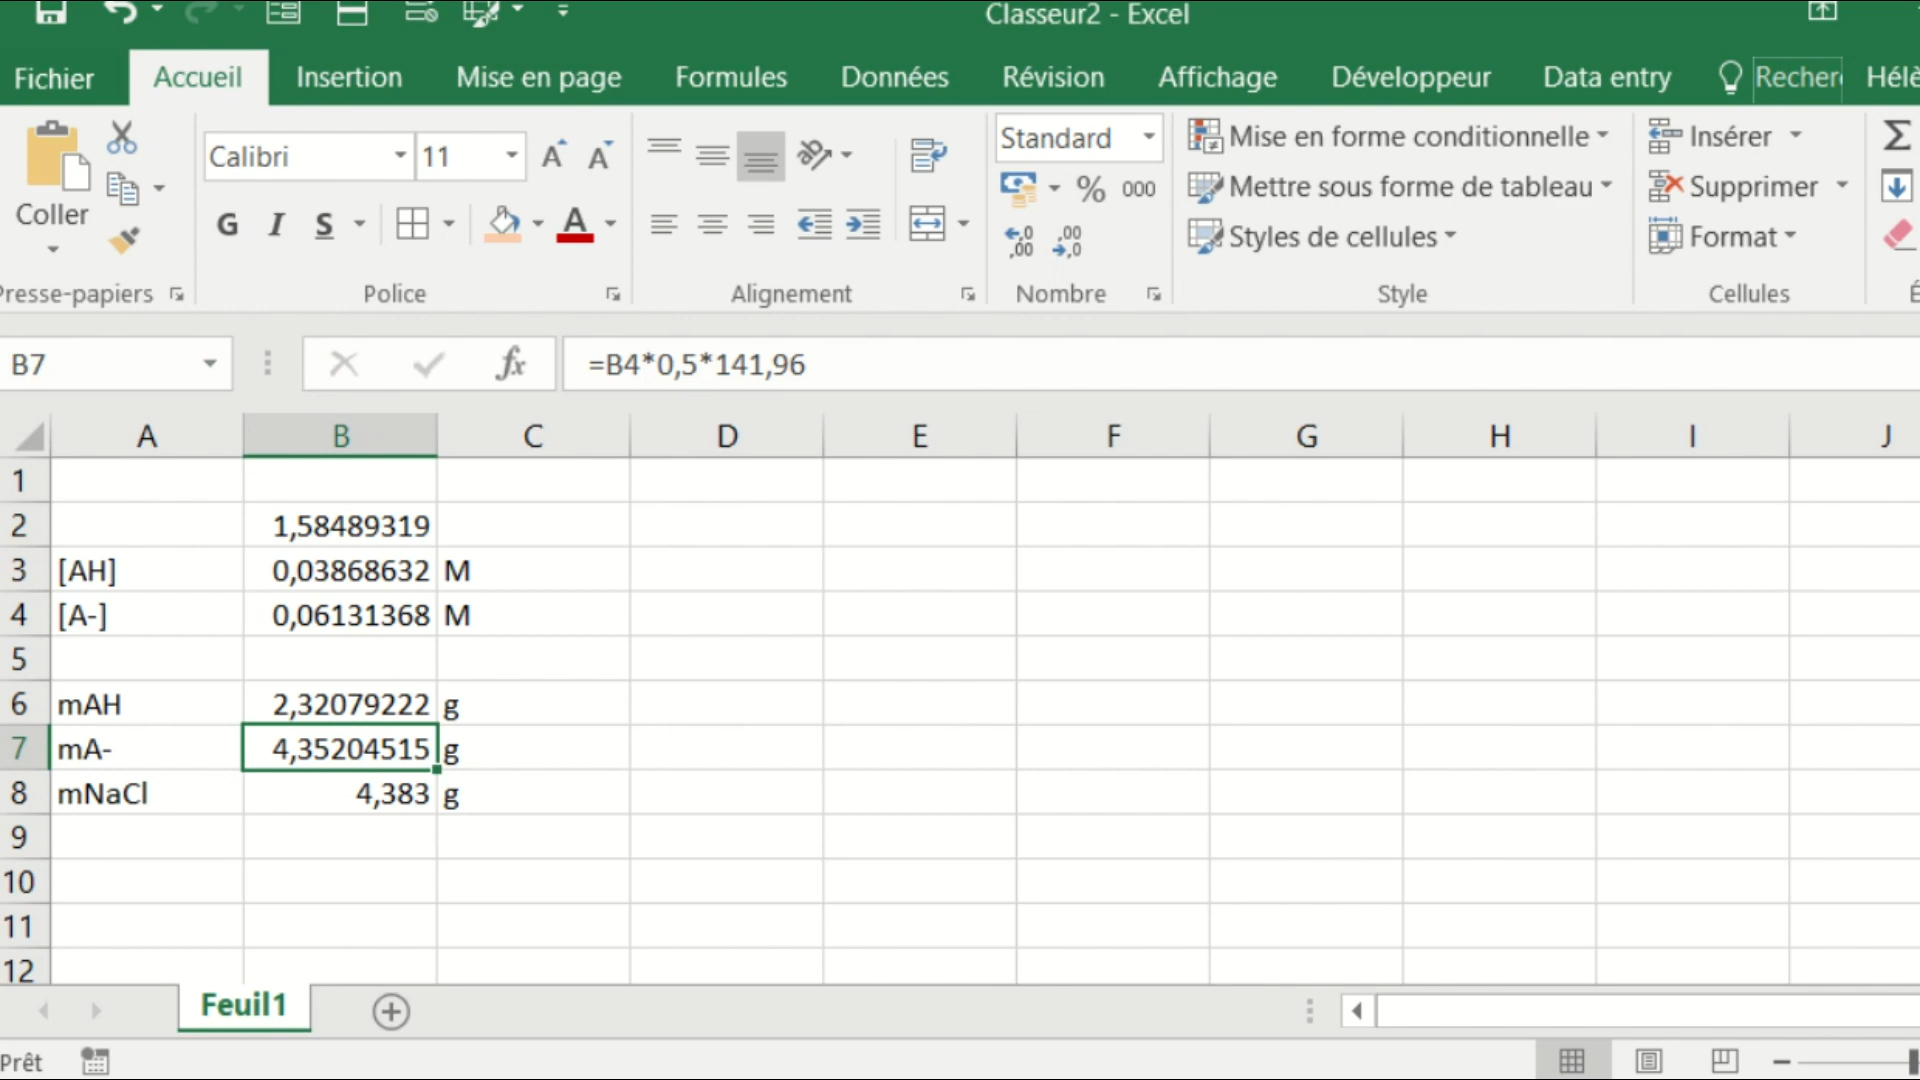 Classeur2 - Excel
Fichier Accueil Insertion Mise en page Formules Données Révision Affichage Développeur Data entry Recher Hélè
Coller
Calibri 11
Standard
Mise en forme conditionnelle
Insérer
Σ
% 000
Mettre sous forme de tableau
Supprimer
G I S
Styles de cellules
Format
Presse-papiers Police Alignement Nombre Style Cellules É
B7 fx =B4*0,5*141,96
A B C D E F G H I J
1
2 1,58489319
3 [AH] 0,03868632 M
4 [A-] 0,06131368 M
5
6 mAH 2,32079222 g
7 mA- 4,35204515 g
8 mNaCl 4,383 g
9
10
11
12
Feuil1
Prêt